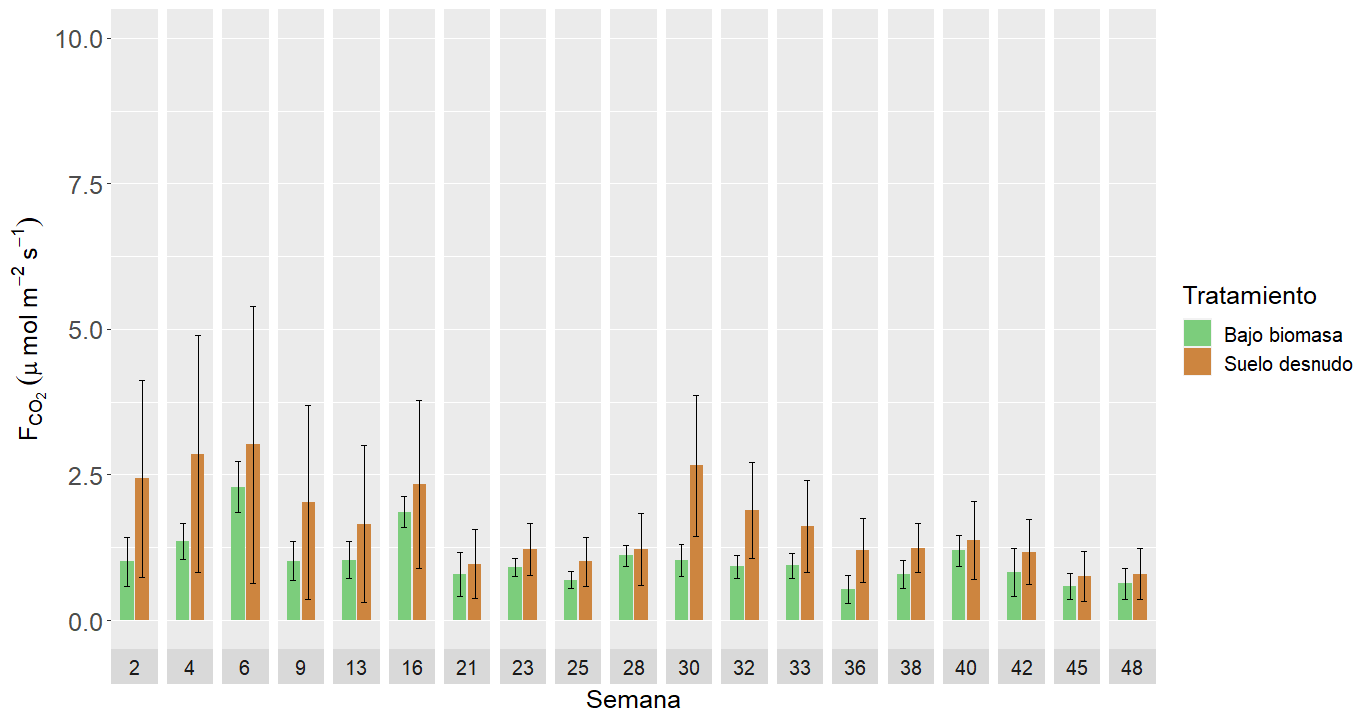 10.0
7.5
5.0
2.5
0.0
F_CO₂ (μ mol m⁻² s⁻¹)
2 4 6 9 13 16 21 23 25 28 30 32 33 36 38 40 42 45 48
Semana
Tratamiento
Bajo biomasa
Suelo desnudo